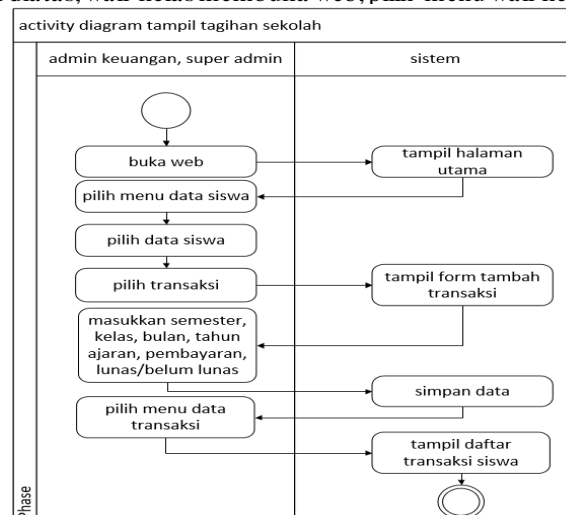 activity diagram tampil tagihan sekolah
admin keuangan, super admin
sistem
buka web
tampil halaman
utama
pilih menu data siswa
pilih data siswa
pilih transaksi
tampil form tambah
transaksi
masukkan semester,
kelas, bulan, tahun
ajaran, pembayaran,
lunas/belum lunas
simpan data
pilih menu data
transaksi
tampil daftar
transaksi siswa
Phase